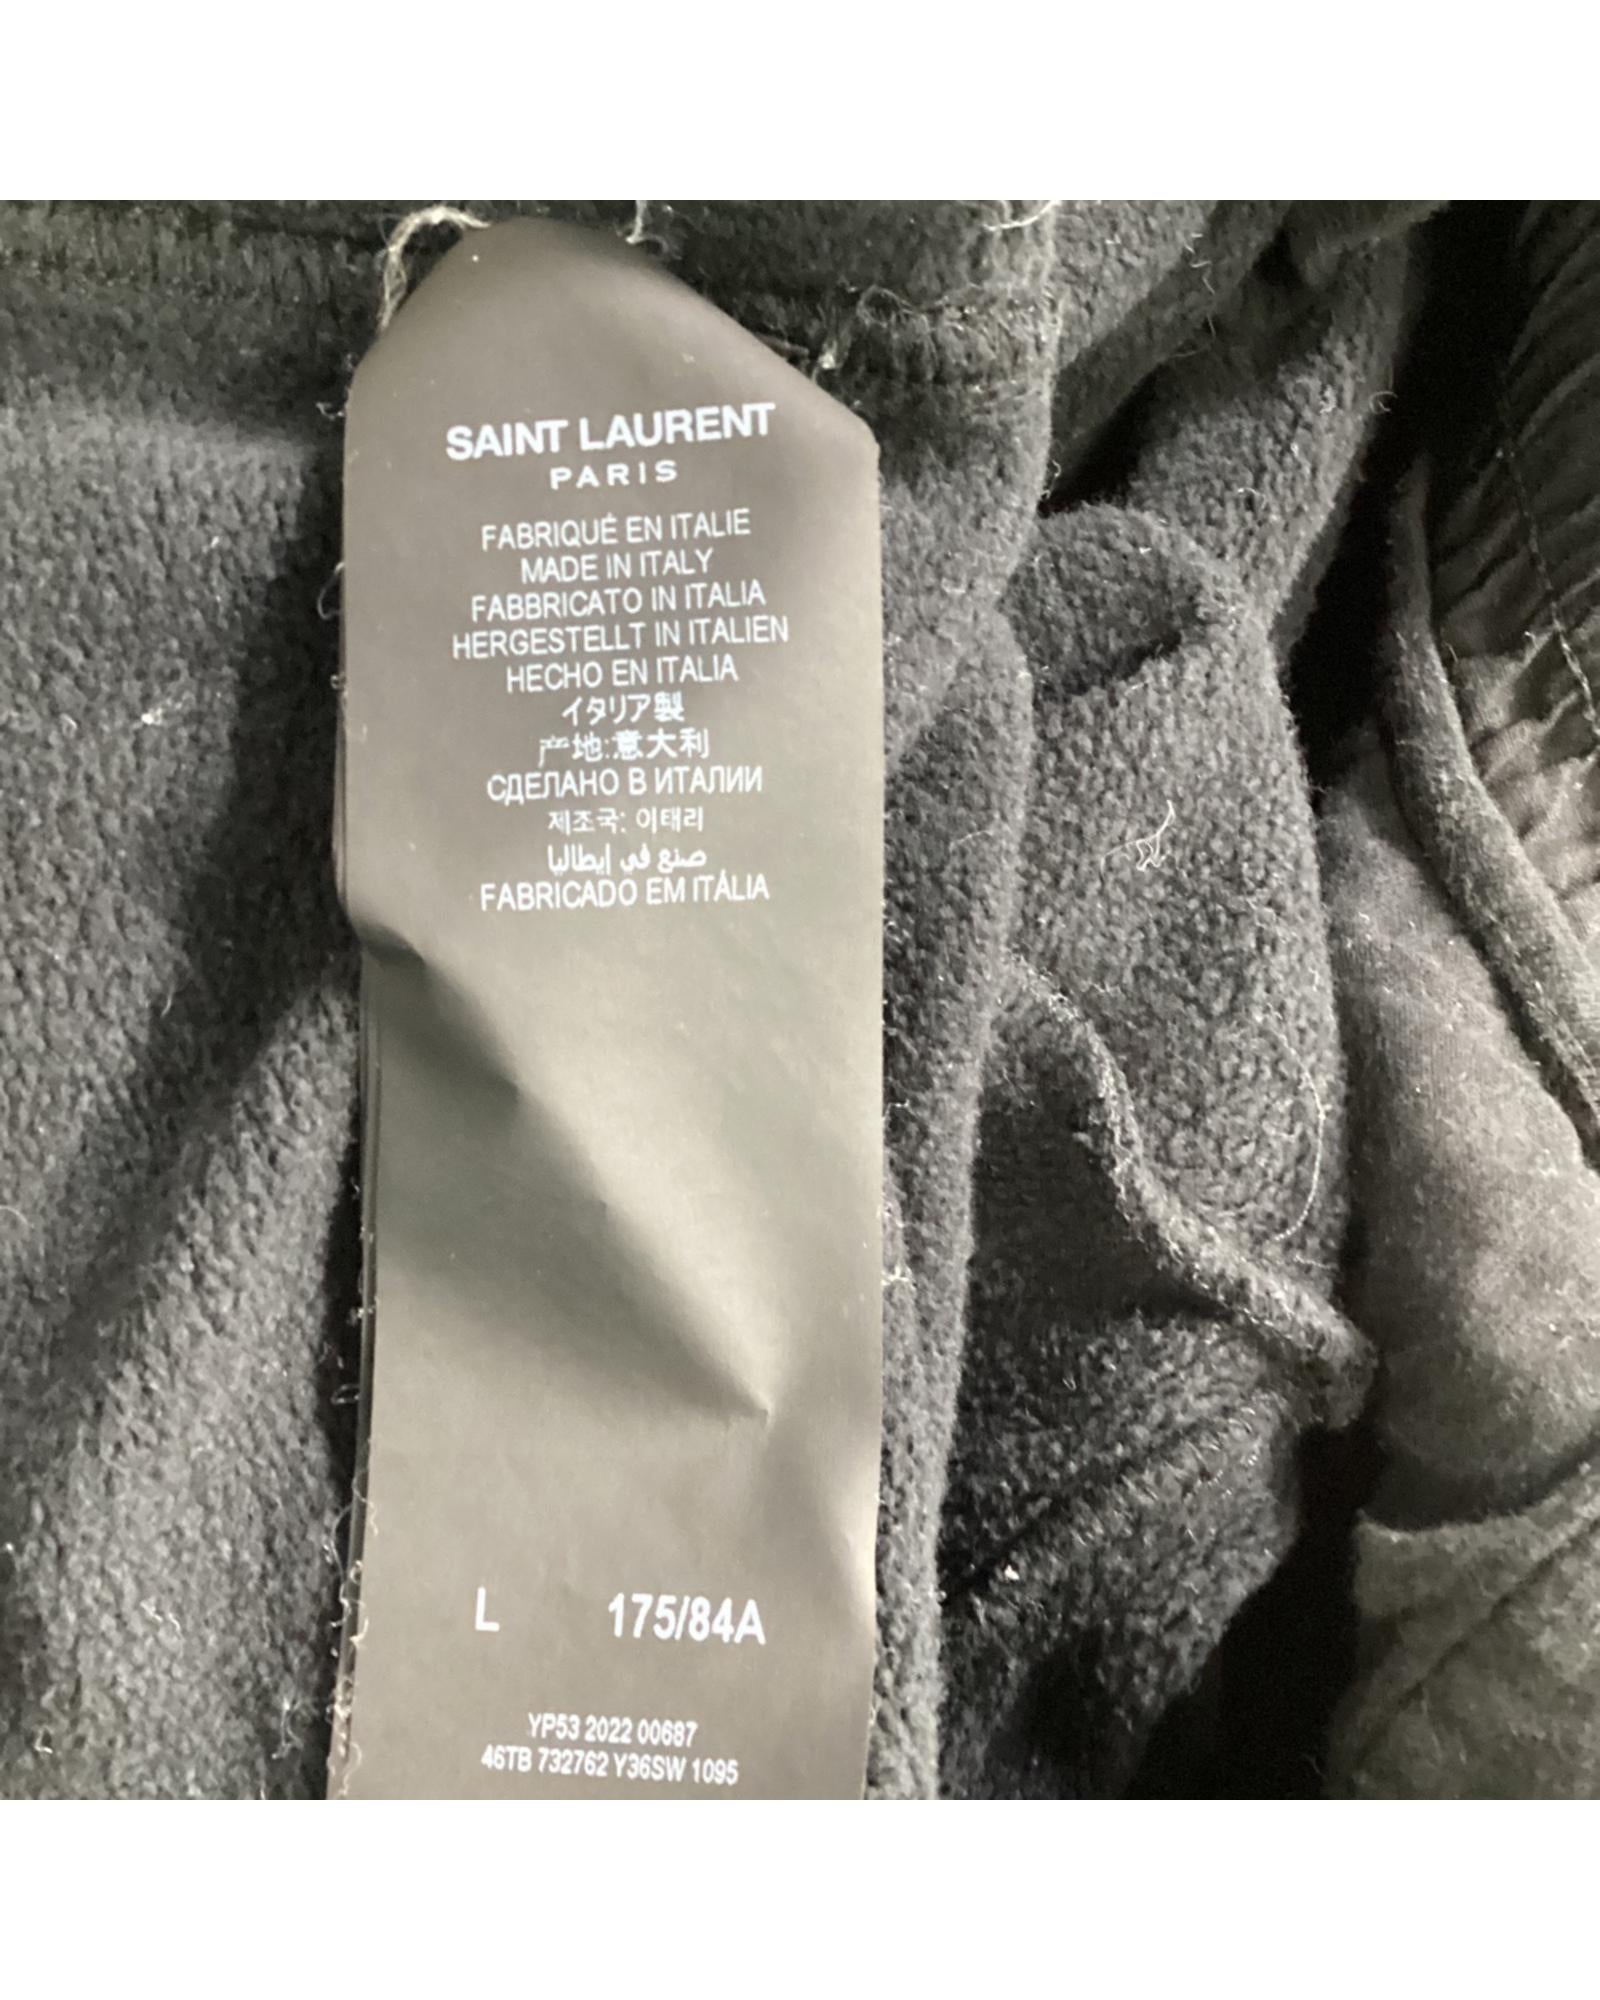 SAINT LAURENT
PARIS
FABRIQUÉ EN ITALIE
MADE IN ITALY
FABBRICATO IN ITALIA
HERGESTELLT IN ITALIEN
HECHO EN ITALIA
イタリア製
产地:意大利
СДЕЛАНО В ИТАЛИИ
제조국: 이태리
صنع في إيطاليا
FABRICADO EM ITÁLIA
L 175/84A
YP53 2022 00687
46TB 732762 Y36SW 1095